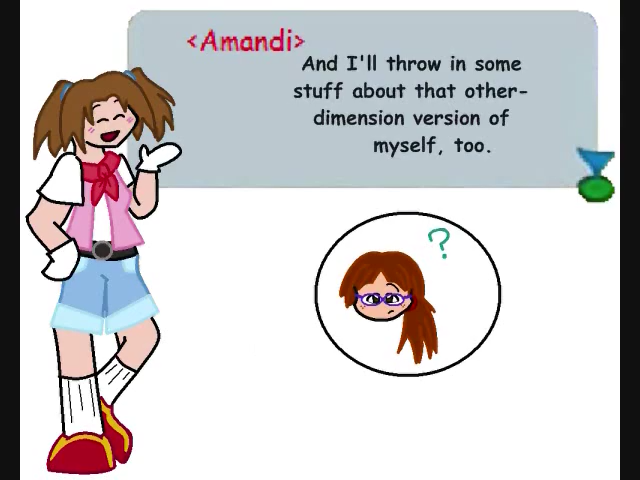 <Amandi>
And I'll throw in some
stuff about that other-
dimension version of
myself, too.
?